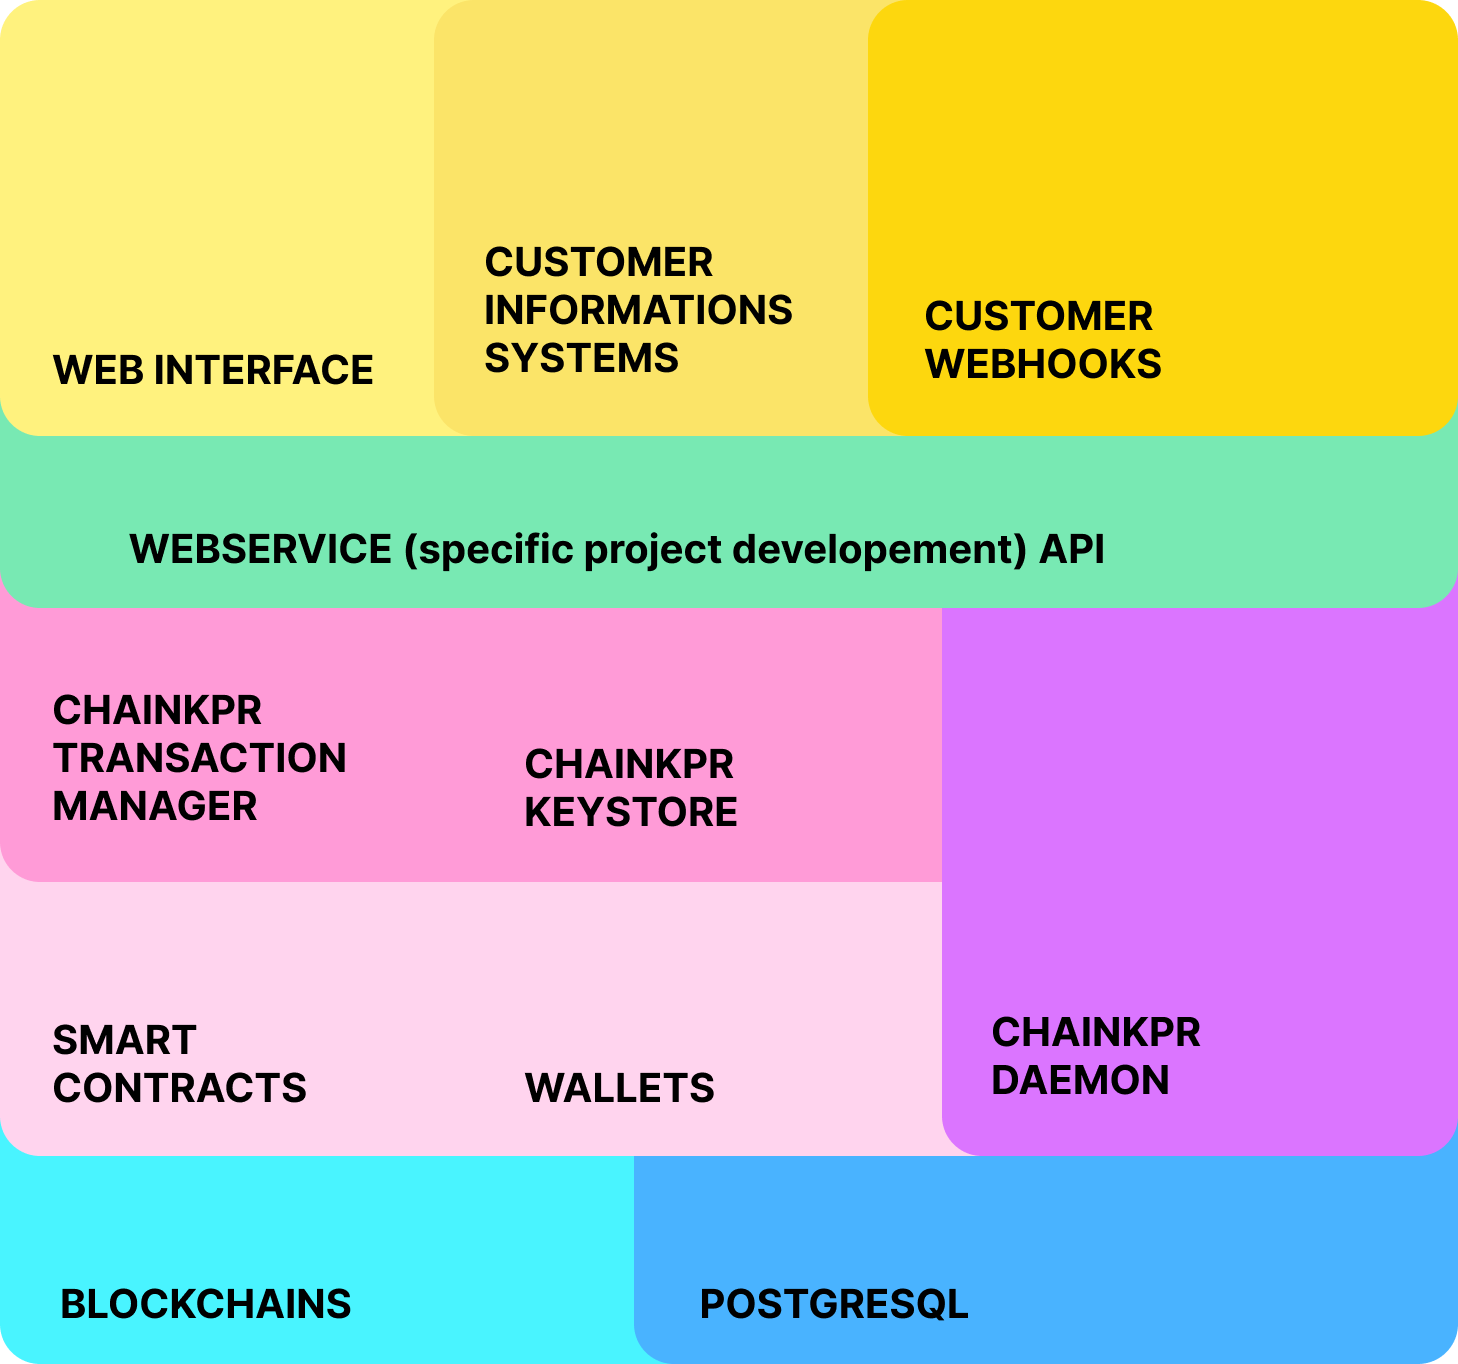 WEB INTERFACE
CUSTOMER
INFORMATIONS
SYSTEMS
CUSTOMER
WEBHOOKS
WEBSERVICE (specific project developement) API
CHAINKPR
TRANSACTION
MANAGER
CHAINKPR
KEYSTORE
SMART
CONTRACTS
WALLETS
CHAINKPR
DAEMON
BLOCKCHAINS
POSTGRESQL